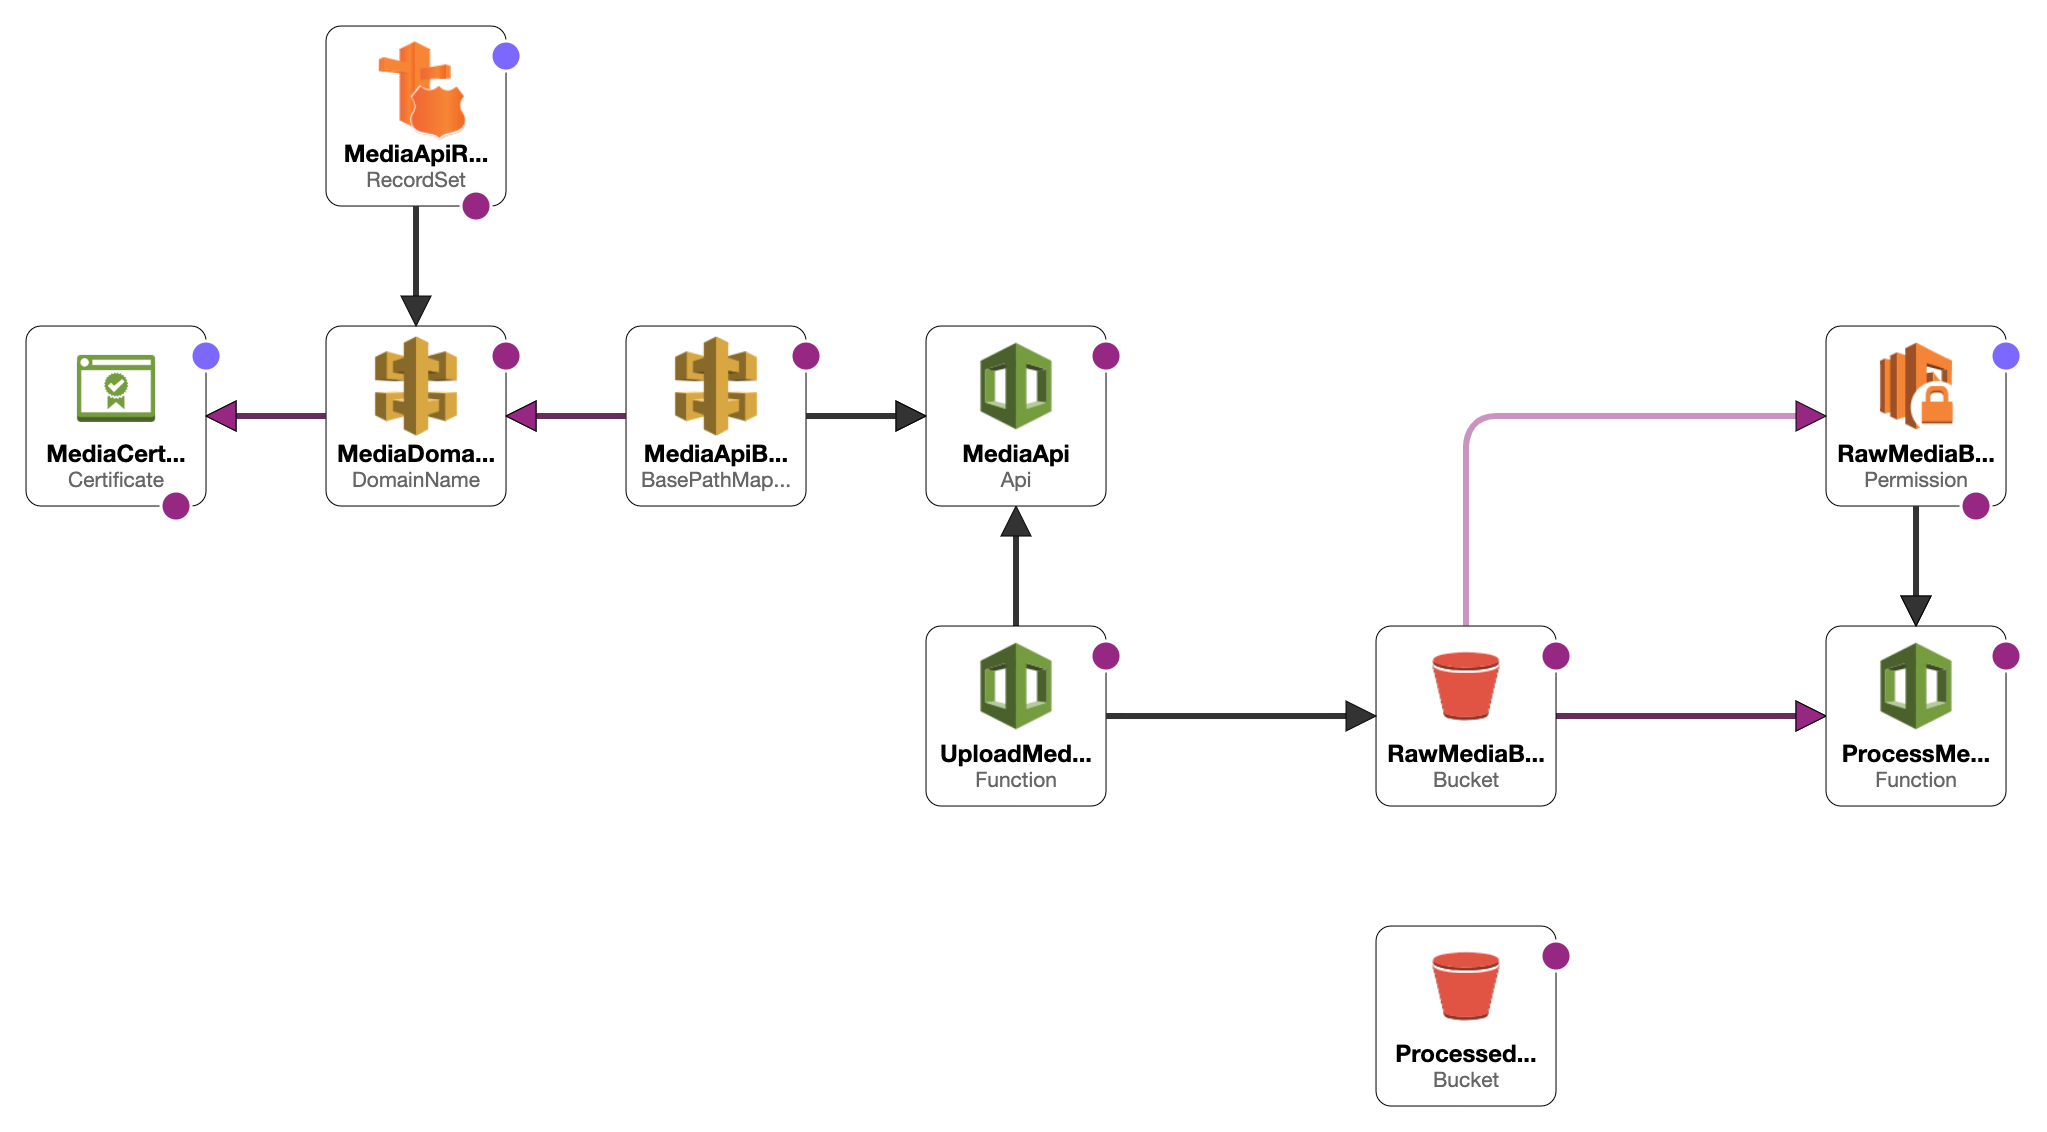 MediaApiR...
RecordSet
MediaCert...
Certificate
MediaDoma...
DomainName
MediaApiB...
BasePathMap...
MediaApi
Api
RawMediaB...
Permission
UploadMed...
Function
RawMediaB...
Bucket
ProcessMe...
Function
Processed...
Bucket